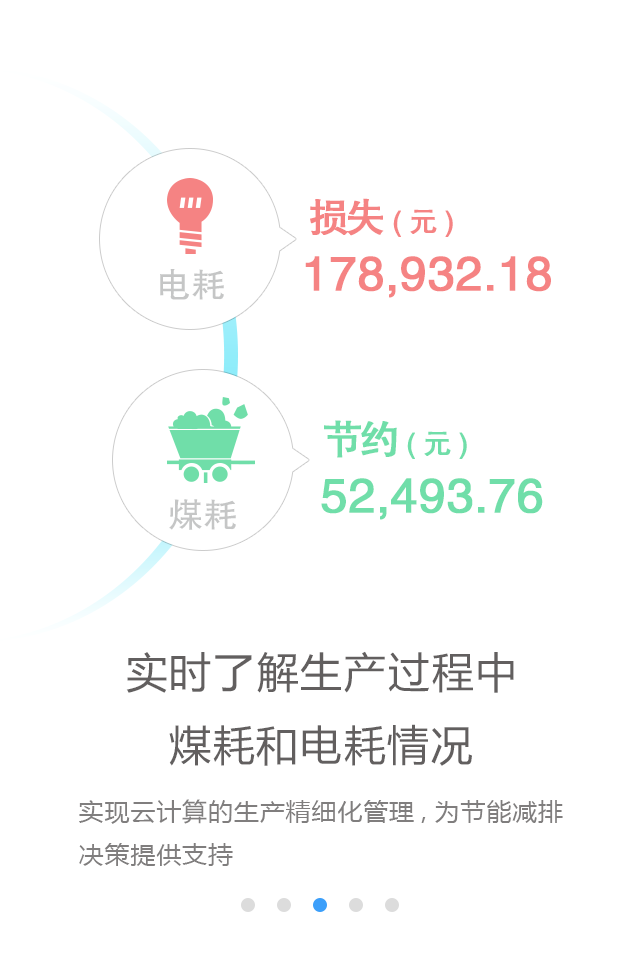 电耗
损失(元)
178,932.18
煤耗
节约(元)
52,493.76
实时了解生产过程中
煤耗和电耗情况
实现云计算的生产精细化管理,为节能减排
决策提供支持